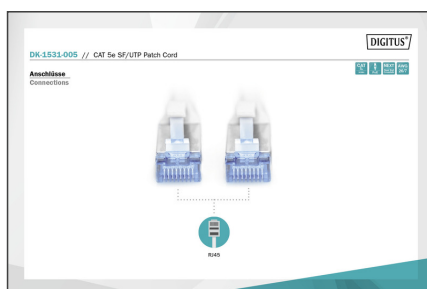 DIGITUS®
DK-1531-005 // CAT 5e SF/UTP Patch Cord
Anschlüsse
Connections
RJ45